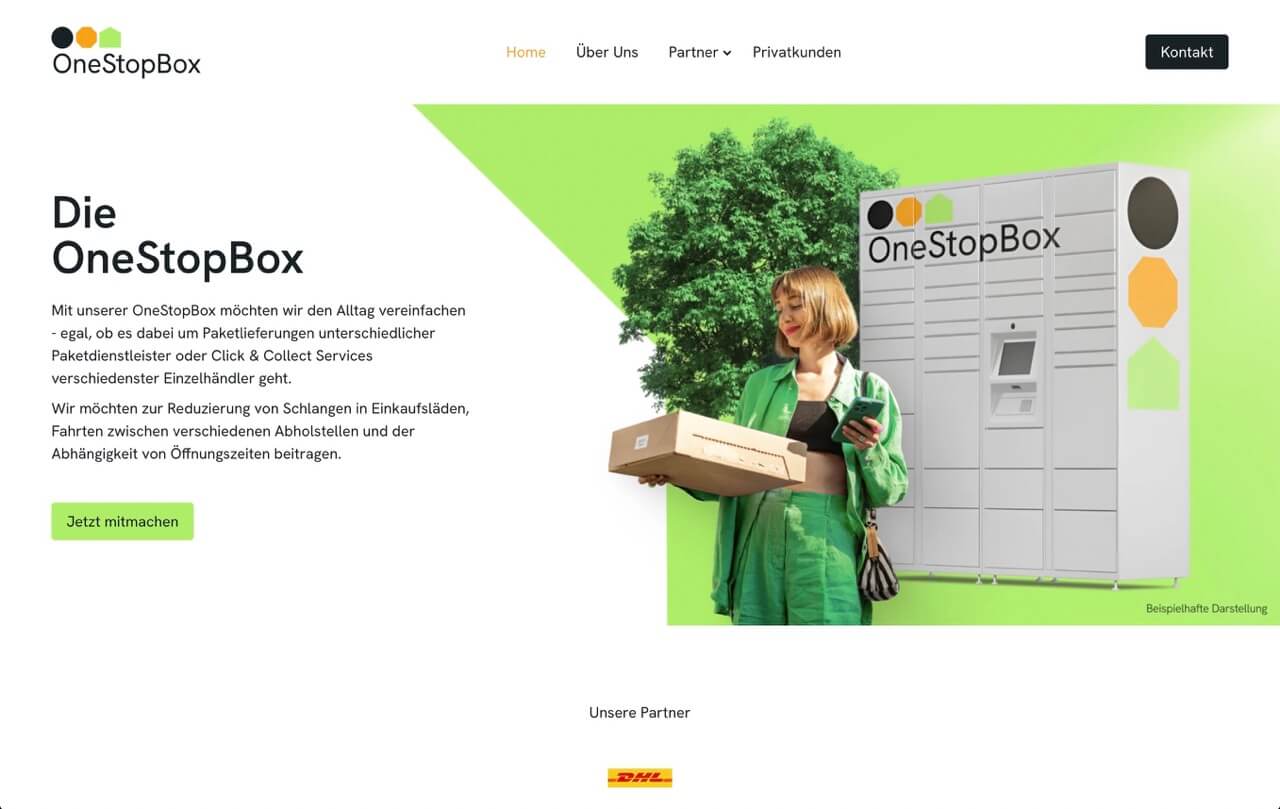 OneStopBox
Home
Über Uns
Partner
Privatkunden
Kontakt
Die
OneStopBox
Mit unserer OneStopBox möchten wir den Alltag vereinfachen
- egal, ob es dabei um Paketlieferungen unterschiedlicher
Paketdienstleister oder Click & Collect Services
verschiedenster Einzelhändler geht.
Wir möchten zur Reduzierung von Schlangen in Einkaufsläden,
Fahrten zwischen verschiedenen Abholstellen und der
Abhängigkeit von Öffnungszeiten beitragen.
Jetzt mitmachen
OneStopBox
Beispielhafte Darstellung
Unsere Partner
DHL